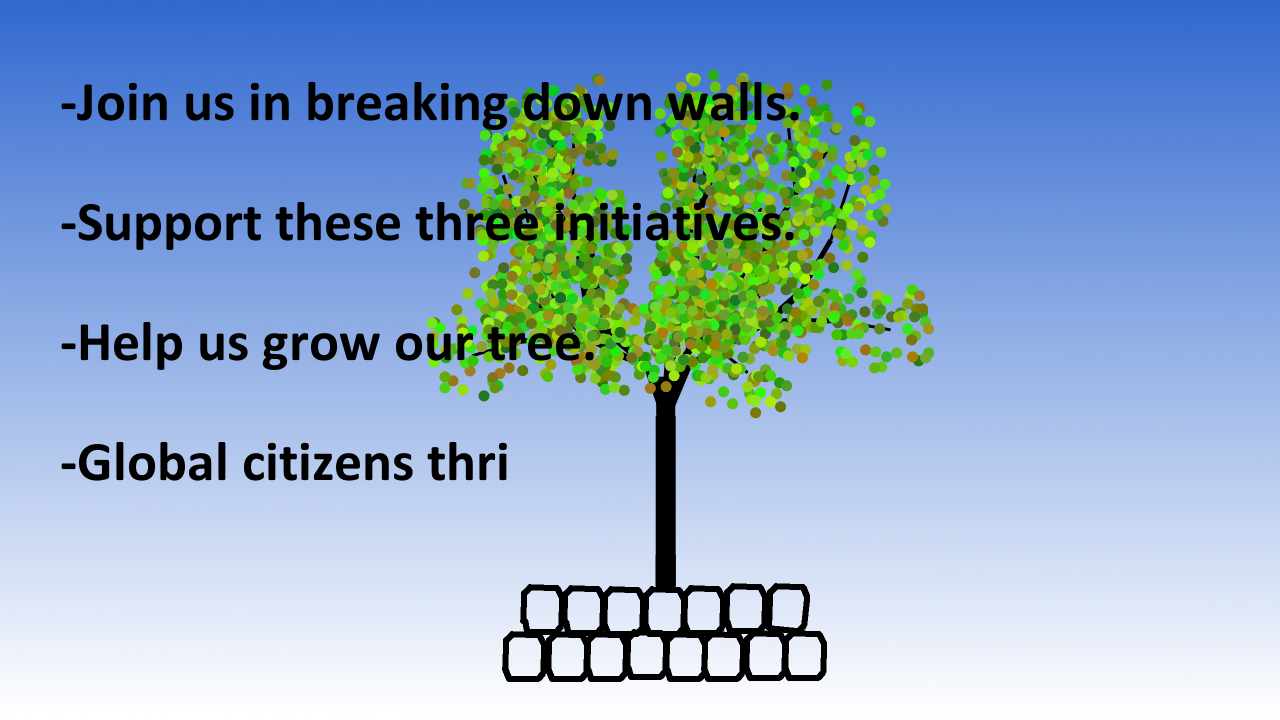 -Join us in breaking down walls.
-Support these three initiatives.
-Help us grow our tree.
-Global citizens thri